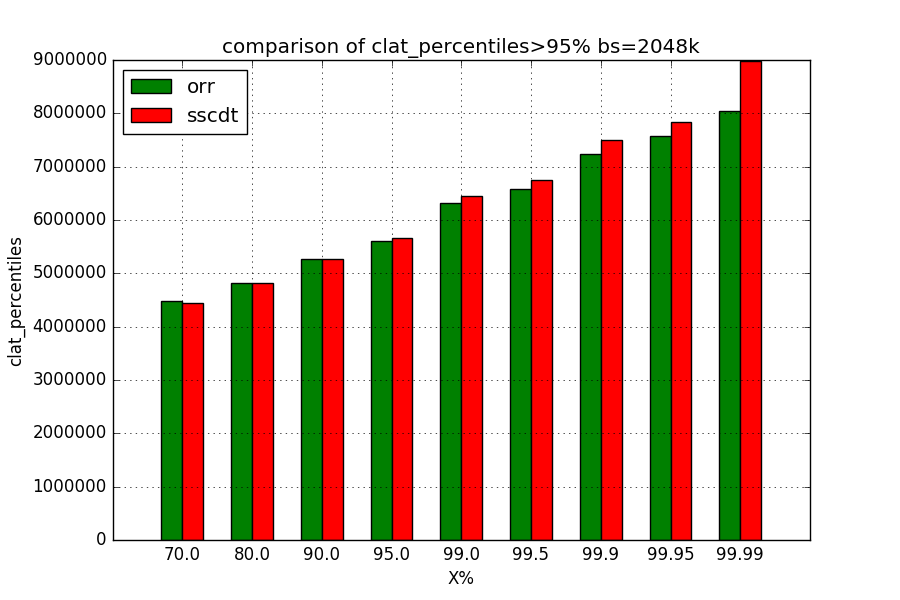 comparison of clat_percentiles>95% bs=2048k
9000000
8000000
7000000
6000000
5000000
4000000
3000000
2000000
1000000
0
orr
sscdt
clat_percentiles
70.0 80.0 90.0 95.0 99.0 99.5 99.9 99.95 99.99
X%